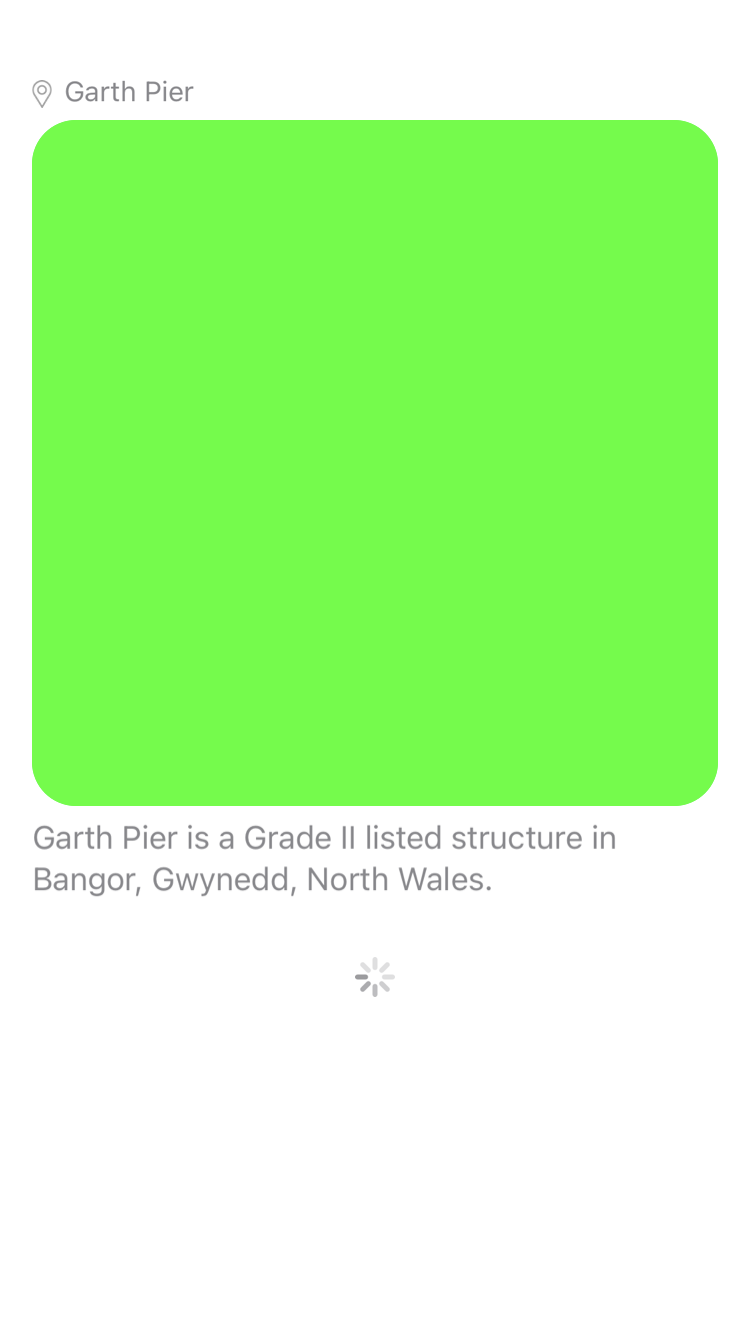 Garth Pier
Garth Pier is a Grade II listed structure in
Bangor, Gwynedd, North Wales.